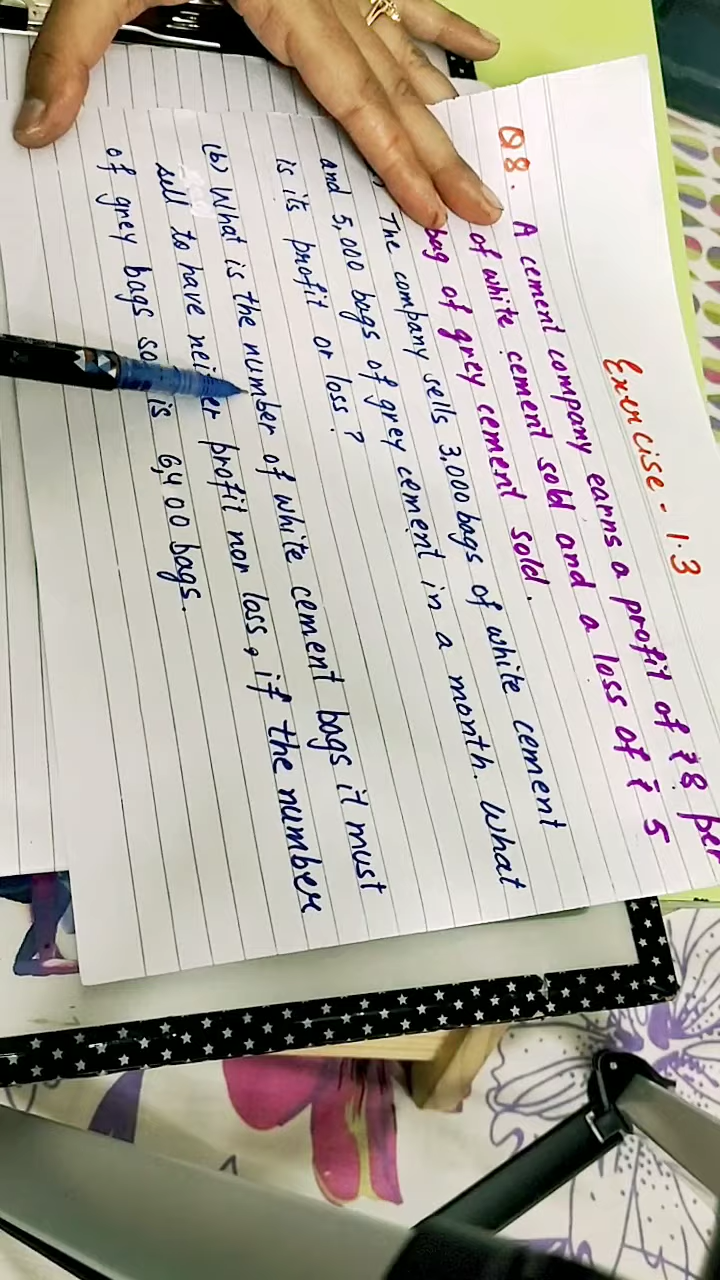 Exercise - 1.3
Q 8. A cement company earns a profit of ₹8 per
of white cement sold and a loss of ₹ 5
bag of grey cement sold.
The company sells 3,000 bags of white cement
and 5,000 bags of grey cement in a month. What
is its profit or loss?
(b) What is the number of white cement bags it must
sell to have neither profit nor loss, if the number
of grey bags is 6,400 bags.